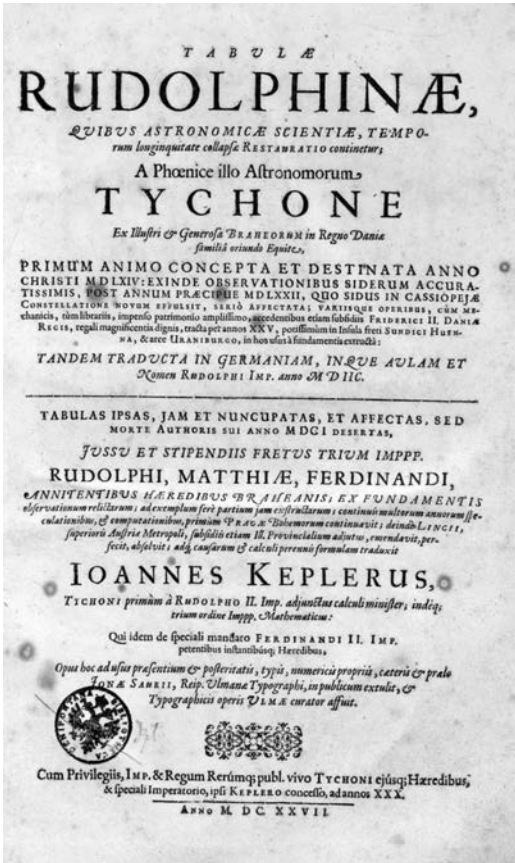 TABVLÆ
RUDOLPHINÆ,
QVIBVS ASTRONOMICÆ SCIENTIÆ, TEMPO-
rum longinquitate collapsæ RESTAURATIO continetur;
A Phœnice illo Astronomorum
TYCHONE
Ex Illustri & Generosa BRAHEORUM in Regno Daniæ
familiâ oriundo Equite,
PRIMUM ANIMO CONCEPTA ET DESTINATA ANNO
CHRISTI MDLXIV: EXINDE OBSERVATIONIBUS SIDERUM ACCURA-
TISSIMIS, POST ANNUM PRÆCIPUE MDLXXII, QUO SIDUS IN CASSIOPEJÆ
CONSTELLATIONE NOVUM EFFULSIT, SERIÒ AFFECTATA; VARIISQUE OPERIBUS, CÙM ME-
chanicis, tùm librariis, impenso patrimonio amplissimo, accedentibus etiam subsidiis FRIDERICI II. DANIÆ
REGIS, regali magnificentiâ dignis, tracta per annos XXV, potissimùm in Insula freti SUNDICI HUEN-
NA, & arce URANIBURGO, in hos usus à fundamentis extructâ:
TANDEM TRADUCTA IN GERMANIAM, INQUE AULAM ET
Nomen RUDOLPHI IMP. anno M D IIC.
TABULAS IPSAS, JAM ET NUNCUPATAS, ET AFFECTAS, SED
MORTE AUTHORIS SUI ANNO MDCI DESERTAS,
JUSSU ET STIPENDIIS FRETUS TRIUM IMPPP.
RUDOLPHI, MATTHIÆ, FERDINANDI,
ANNITENTIBVS HÆREDIBVS BRAHEANIS; EX FUNDAMENTIS
observationum relictarum; ad exemplum ferè partium jam exstructarum; continuis multorum annorum spe-
culationibus, & computationibus, primùm PRAGÆ Bohemorum continuavit; deinde LINCII,
superioris Austriæ Metropoli, subsidiis etiam Ill. Provincialium adjutus, emendavit, per-
fecit, absolvit; adq́ causarum & calculi perennis formulam traduxit
IOANNES KEPLERUS,
TYCHONI primùm à RUDOLPHO II. Imp. adjunctus calculi minister; indéq́;
trium ordine Imppp. Mathematicus:
Qui idem de speciali mandato FERDINANDI II. IMP.
petentibus instantibúsq́; Hæredibus,
Opus hoc ad usus præsentium & posteritatis, typis, numericis propriis, cæteris & prælo
JONÆ SAURII, Reip. Ulmanæ Typographi, in publicum extulit, &
Typographicis operis ULMÆ curator affuit.
Cum Privilegiis, IMP. & Regum Rerúmq́; publ. vivo TYCHONI ejúsq́; Hæredibus,
& speciali Imperatorio, ipsi KEPLERO concesso, ad annos XXX.
ANNO M. DC. XXVII.